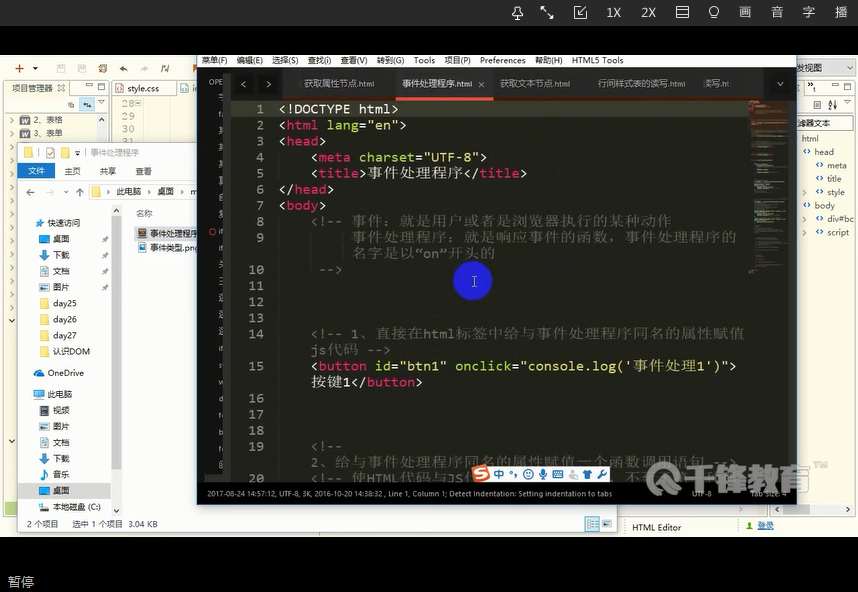 1X 2X 画 音 字 播
菜单(F) 编辑(E) 选择(S) 查找(I) 查看(V) 转到(G) Tools 项目(P) Preferences 帮助(H) HTML5 Tools
发视图
项目管理器
style.css
获取属性节点.html
事件处理程序.html
获取文本节点.html
行间样式表的读写.html
读写.ht
28
29
30
31
2、表格
3、表单
事件处理程序
文件 主页 共享 查看
此电脑 桌面
名称
事件处理程序
事件类型.png
快速访问
桌面
下载
文档
图片
day25
day26
day27
认识DOM
OneDrive
此电脑
视频
图片
文档
下载
音乐
桌面
本地磁盘 (C:)
2 个项目 选中 1 个项目 3.04 KB
OPE
1 <!DOCTYPE html>
2 <html lang="en">
3 <head>
4 <meta charset="UTF-8">
5 <title>事件处理程序</title>
6 </head>
7 <body>
8 <!-- 事件：就是用户或者是浏览器执行的某种动作
9 事件处理程序：就是响应事件的函数，事件处理程序的
名字是以“on”开头的
10 -->
11
12
13
14 <!-- 1、直接在html标签中给与事件处理程序同名的属性赋值
js代码 -->
15 <button id="btn1" onclick="console.log('事件处理1')">
按键1</button>
16
17
18
19 <!--
2、给与事件处理程序同名的属性赋值一个函数调用语句 -->
20 <!-- 使HTML代码与JS
中
2017-08-24 14:57:12, UTF-8, 3K, 2016-10-20 14:38:32 , Line 1, Column 1; Detect Indentation: Setting indentation to tabs
UTF-8
Tab Size: 4
千锋教育 TM
滤器文本
html
head
meta
title
style
body
div#bc
script
HTML Editor
登录
暂停